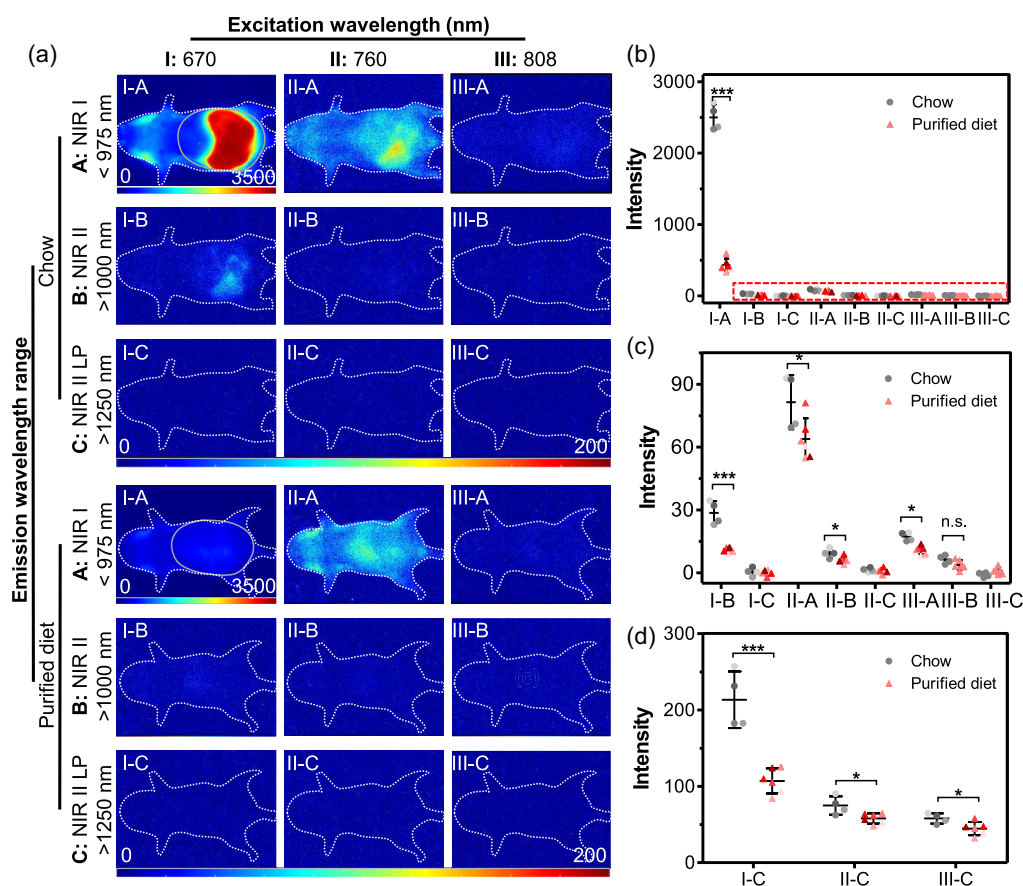 Excitation wavelength (nm)
(a)
I: 670
II: 760
III: 808
Emission wavelength range
Chow
A: NIR I
< 975 nm
I-A
0
3500
II-A
III-A
B: NIR II
>1000 nm
I-B
II-B
III-B
C: NIR II LP
>1250 nm
I-C
0
II-C
III-C
200
Purified diet
A: NIR I
< 975 nm
I-A
0
3500
II-A
III-A
B: NIR II
>1000 nm
I-B
II-B
III-B
C: NIR II LP
>1250 nm
I-C
0
II-C
III-C
200
(b)
Intensity
3000
2000
1000
0
***
Chow
Purified diet
I-A I-B I-C II-A II-B II-C III-A III-B III-C
(c)
Intensity
90
60
30
0
***
*
*
*
n.s.
Chow
Purified diet
I-B I-C II-A II-B II-C III-A III-B III-C
(d)
Intensity
300
200
100
0
***
*
*
Chow
Purified diet
I-C II-C III-C